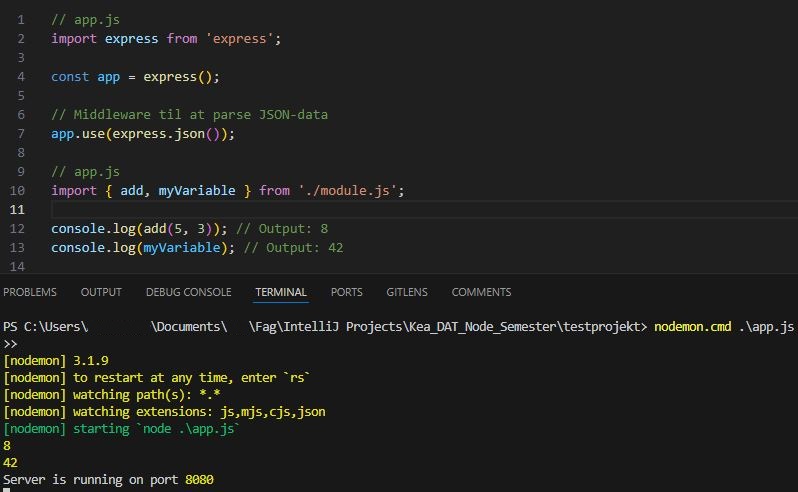 1 // app.js
2 import express from 'express';
3
4 const app = express();
5
6 // Middleware til at parse JSON-data
7 app.use(express.json());
8
9 // app.js
10 import { add, myVariable } from './module.js';
11
12 console.log(add(5, 3)); // Output: 8
13 console.log(myVariable); // Output: 42
14
PROBLEMS OUTPUT DEBUG CONSOLE TERMINAL PORTS GITLENS COMMENTS
PS C:\Users\ \Documents\ \Fag\IntelliJ Projects\Kea_DAT_Node_Semester\testprojekt> nodemon.cmd .\app.js
>>
[nodemon] 3.1.9
[nodemon] to restart at any time, enter `rs`
[nodemon] watching path(s): *.*
[nodemon] watching extensions: js,mjs,cjs,json
[nodemon] starting `node .\app.js`
8
42
Server is running on port 8080